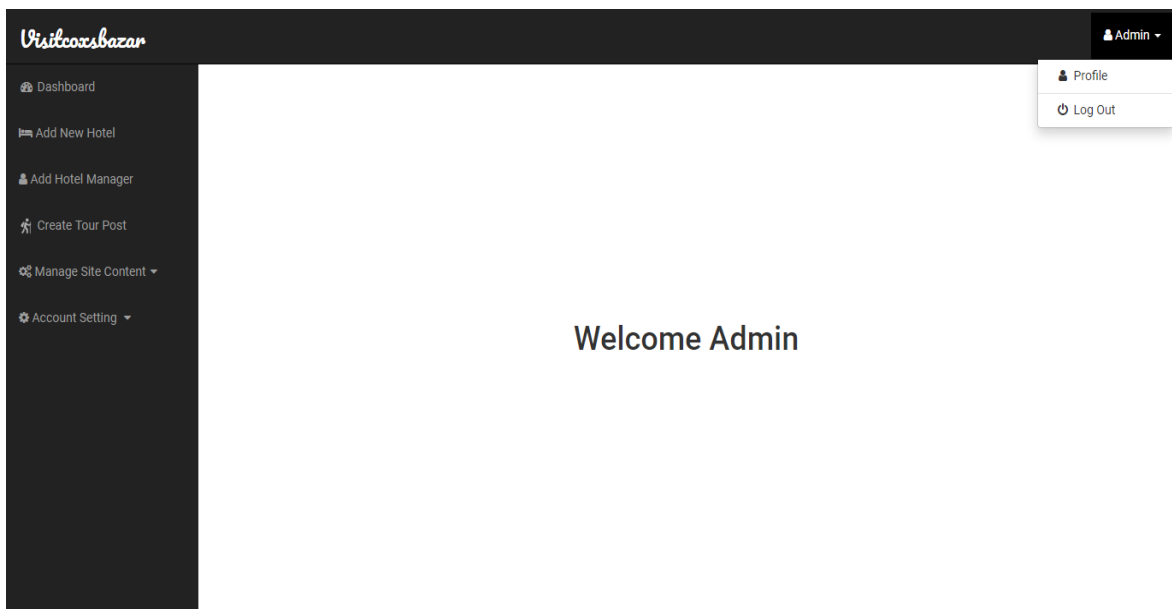 Visitcoxsbazar
Admin
Profile
Log Out
Dashboard
Add New Hotel
Add Hotel Manager
Create Tour Post
Manage Site Content
Account Setting
Welcome Admin